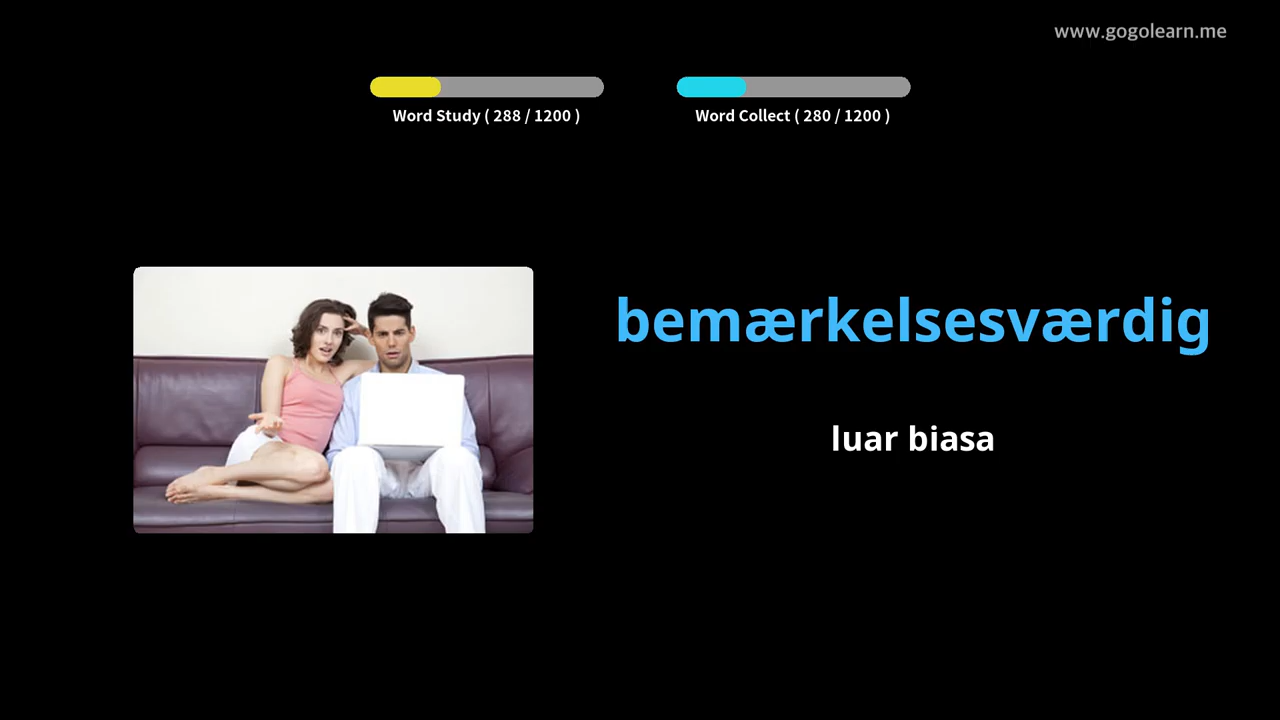 www.gogolearn.me
Word Study ( 288 / 1200 )
Word Collect ( 280 / 1200 )
bemærkelsesværdig
luar biasa